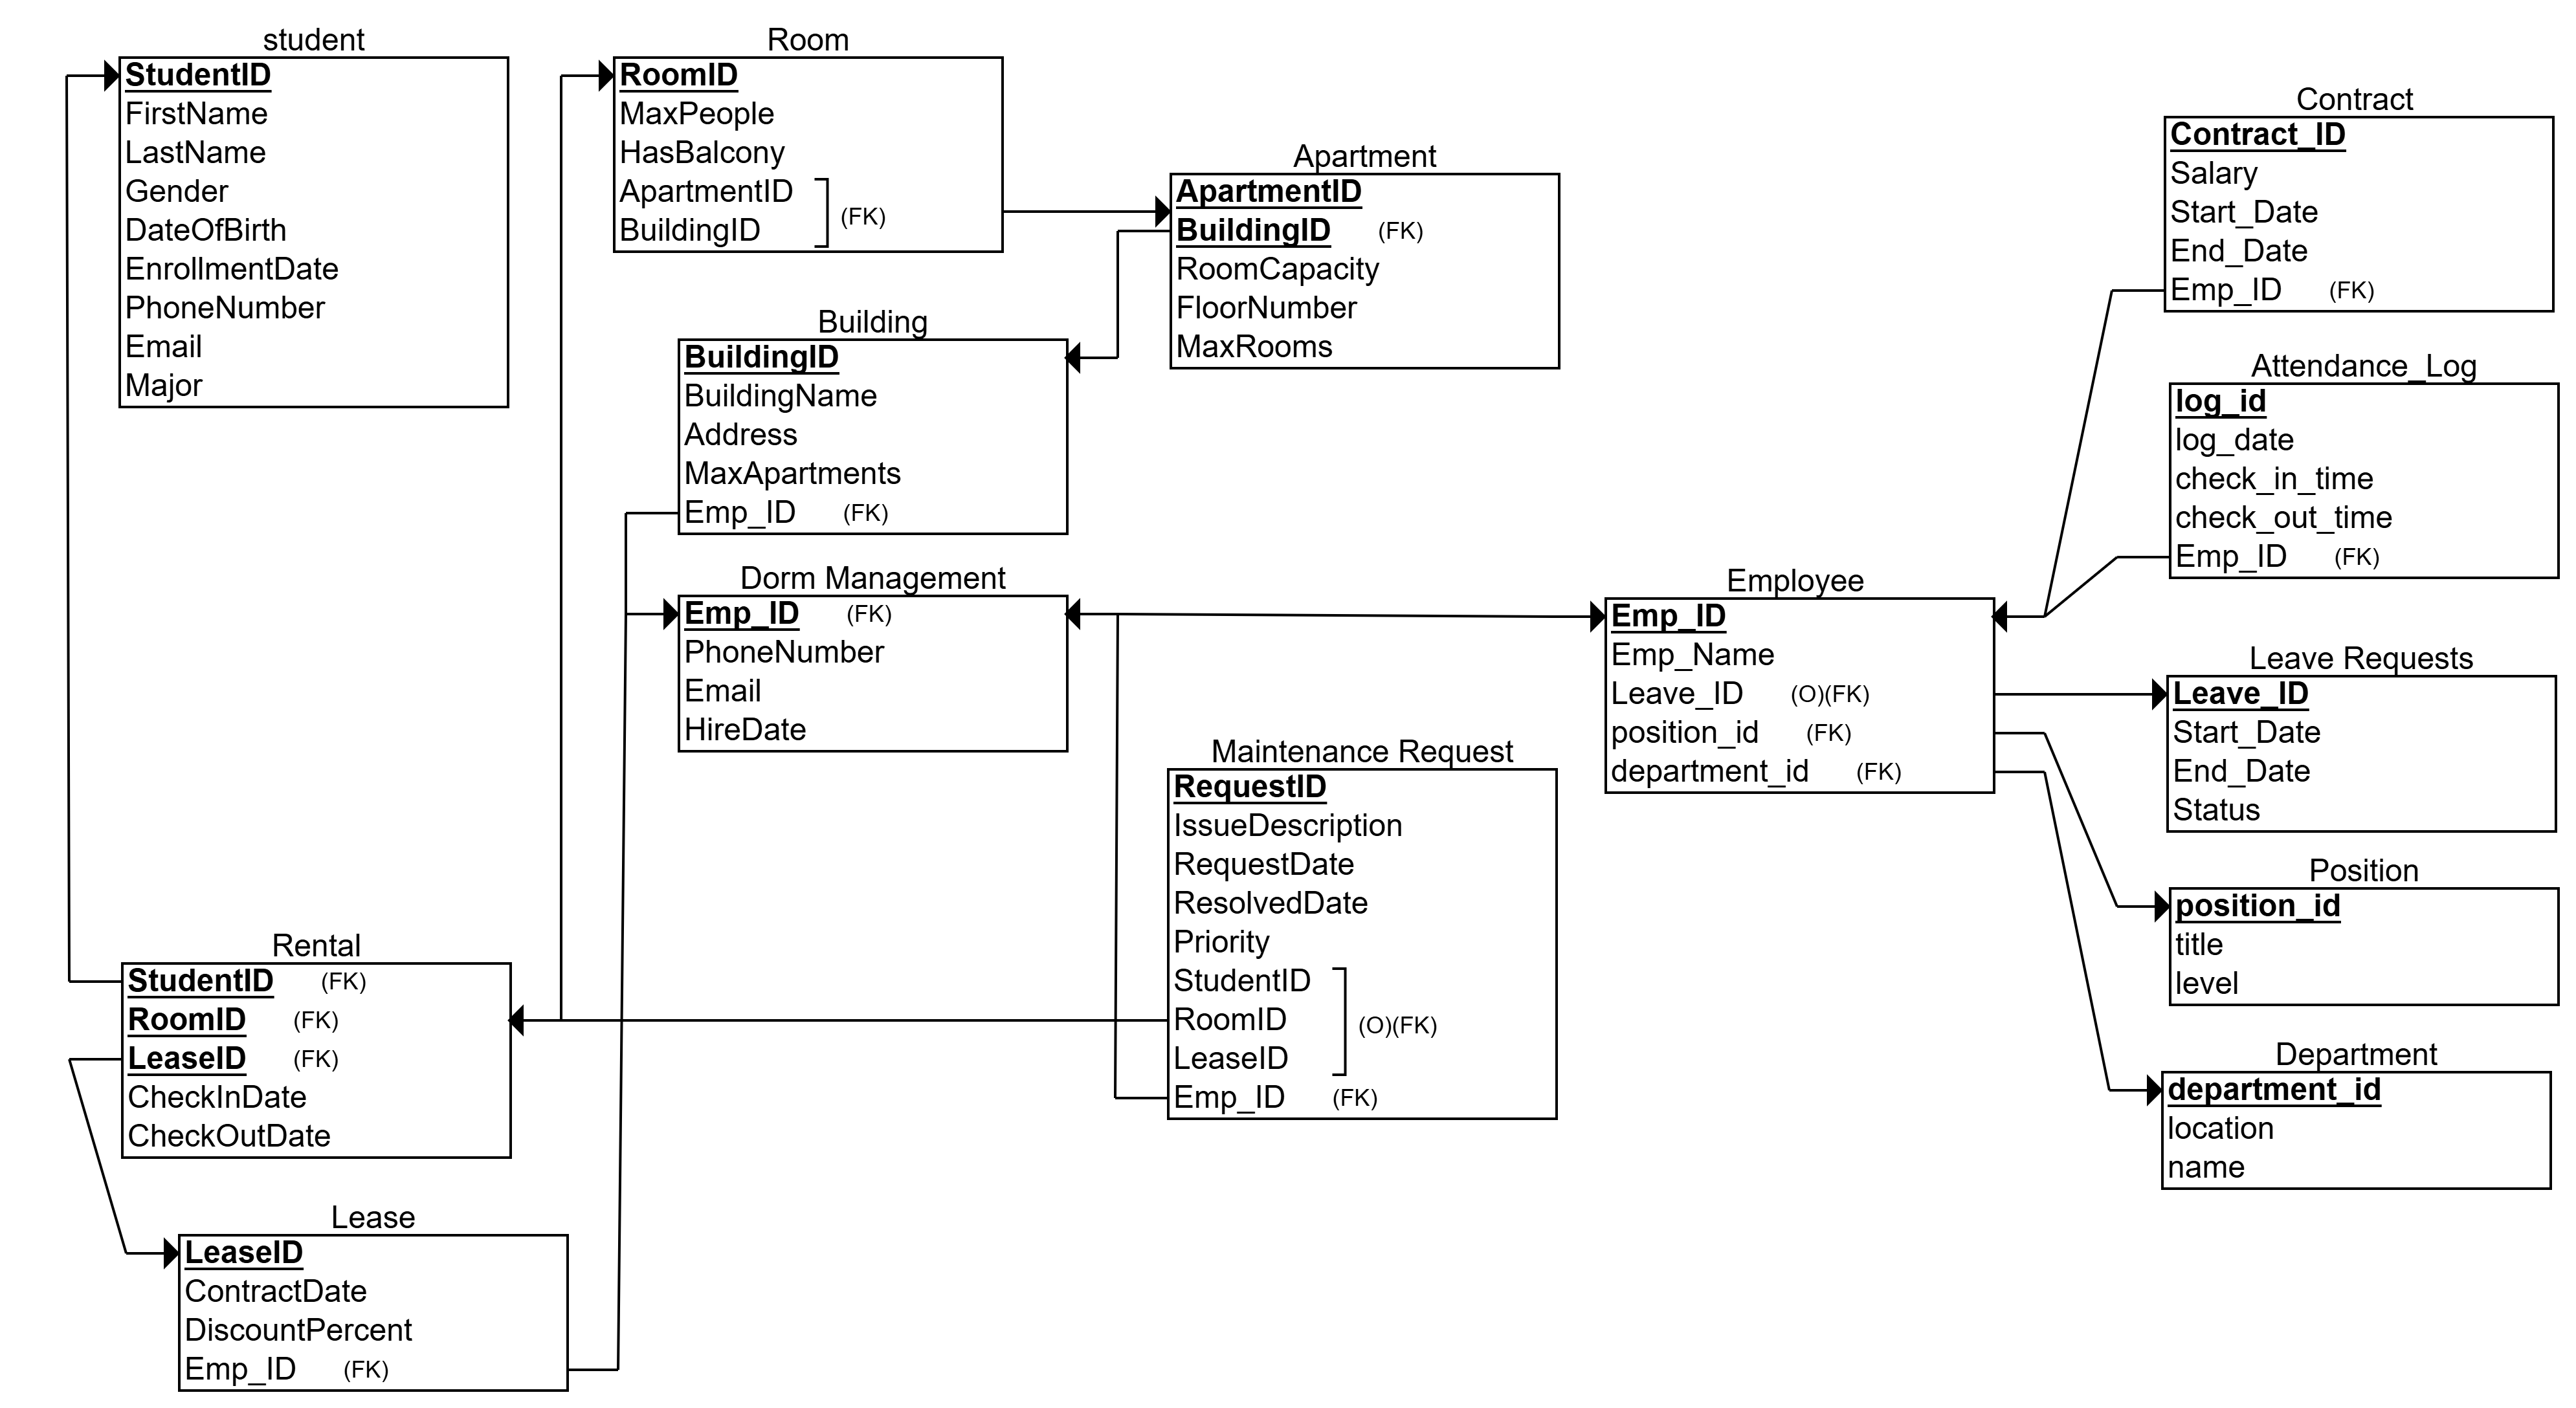 student
StudentID
FirstName
LastName
Gender
DateOfBirth
EnrollmentDate
PhoneNumber
Email
Major
Room
RoomID
MaxPeople
HasBalcony
ApartmentID
BuildingID
(FK)
Apartment
ApartmentID
BuildingID (FK)
RoomCapacity
FloorNumber
MaxRooms
Building
BuildingID
BuildingName
Address
MaxApartments
Emp_ID (FK)
Dorm Management
Emp_ID (FK)
PhoneNumber
Email
HireDate
Maintenance Request
RequestID
IssueDescription
RequestDate
ResolvedDate
Priority
StudentID
RoomID
LeaseID
(O)(FK)
Emp_ID (FK)
Rental
StudentID (FK)
RoomID (FK)
LeaseID (FK)
CheckInDate
CheckOutDate
Lease
LeaseID
ContractDate
DiscountPercent
Emp_ID (FK)
Employee
Emp_ID
Emp_Name
Leave_ID (O)(FK)
position_id (FK)
department_id (FK)
Contract
Contract_ID
Salary
Start_Date
End_Date
Emp_ID (FK)
Attendance_Log
log_id
log_date
check_in_time
check_out_time
Emp_ID (FK)
Leave Requests
Leave_ID
Start_Date
End_Date
Status
Position
position_id
title
level
Department
department_id
location
name